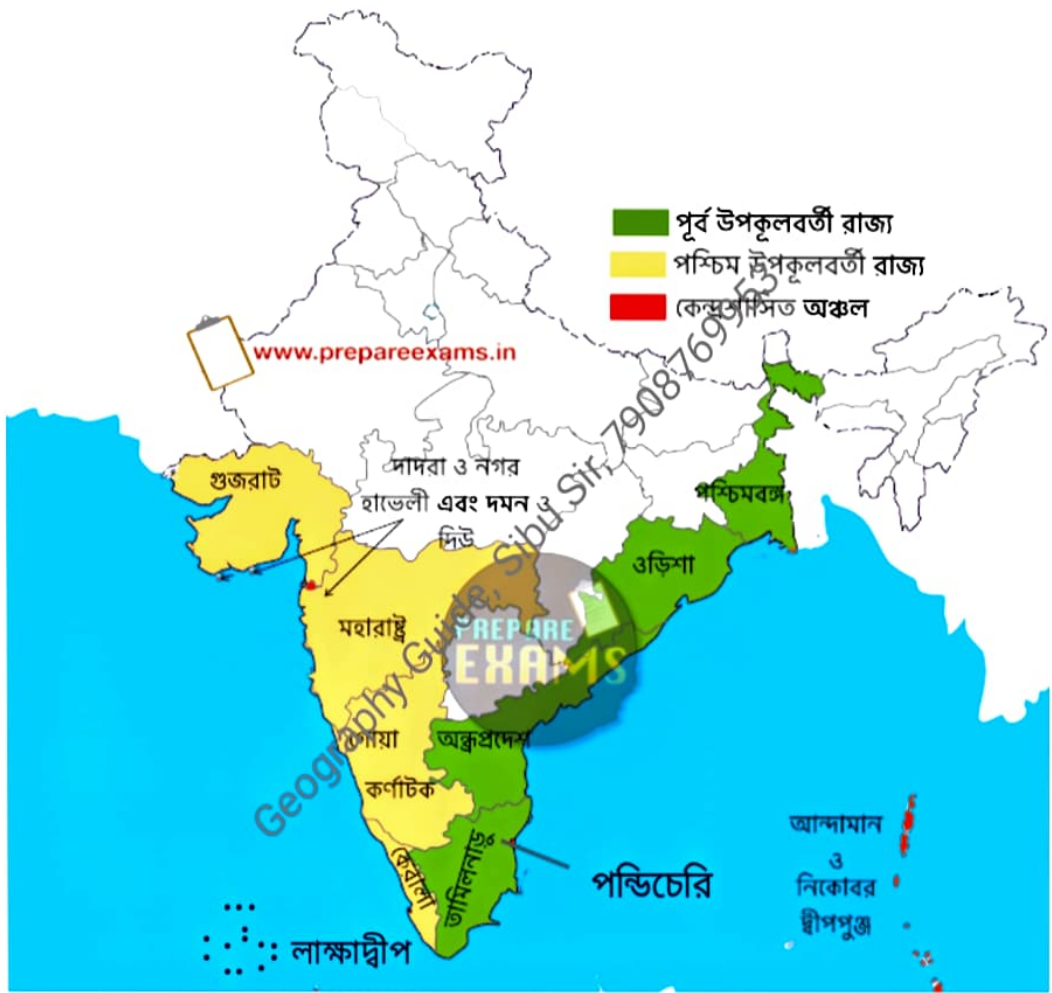 পূর্ব উপকূলবর্তী রাজ্য
পশ্চিম উপকূলবর্তী রাজ্য
কেন্দ্রশাসিত অঞ্চল
www.prepareexams.in
গুজরাট
দাদরা ও নগর
হাভেলী এবং দমন ও
দিউ
পশ্চিমবঙ্গ
ওড়িশা
মহারাষ্ট্র
PREPARE
EXAMS
গোয়া
অন্ধ্রপ্রদেশ
কর্ণাটক
কেরালা
তামিলনাড়ু
পন্ডিচেরি
আন্দামান
ও
নিকোবর
দ্বীপপুঞ্জ
লাক্ষাদ্বীপ
Geography Guide, Sibu Sir, 7908769953